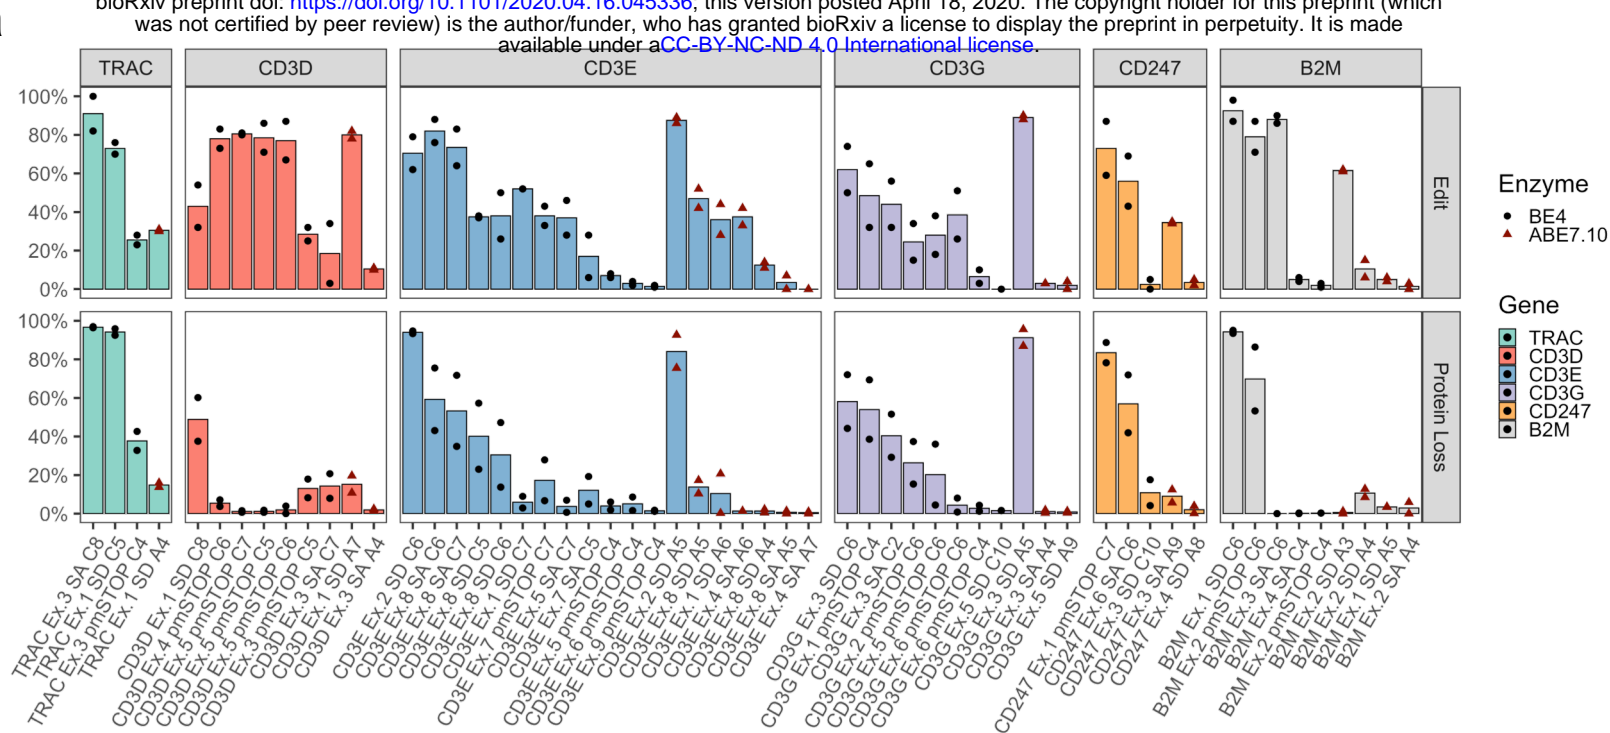 bioRxiv preprint doi: https://doi.org/10.1101/2020.04.16.045336; this version posted April 18, 2020. The copyright holder for this preprint (which
was not certified by peer review) is the author/funder, who has granted bioRxiv a license to display the preprint in perpetuity. It is made
available under aCC-BY-NC-ND 4.0 International license.
TRAC
CD3D
CD3E
CD3G
CD247
B2M
100%
80%
60%
40%
20%
0%
Edit
100%
80%
60%
40%
20%
0%
Protein Loss
TRAC Ex.3 SA C8
TRAC Ex.1 SD C5
TRAC Ex.3 pmSTOP C4
TRAC Ex.1 SD A4
CD3D Ex.1 SD C8
Ex.4 pmSTOP C6
CD3D Ex.5 pmSTOP C7
CD3D Ex.5 pmSTOP C5
pmSTOP C6
CD3D Ex.3 pmSTOP C5
CD3D Ex.3 SA C7
CD3D Ex.1 SD A7
CD3D Ex.3 SA A4
CD3E Ex.2 SD C6
CD3E Ex.8 SA C6
CD3E Ex.8 SA C7
CD3E Ex.8 SD C5
CD3E Ex.8 SD C6
CD3E Ex.1 SD C7
CD3E Ex.7 pmSTOP C7
CD3E Ex.5 SA C7
CD3E Ex.7 SA C5
CD3E Ex.5 pmSTOP C4
CD3E Ex.6 pmSTOP C4
CD3E Ex.9 pmSTOP C4
CD3E Ex.2 SD A5
CD3E Ex.8 SD A5
CD3E Ex.1 SD A6
CD3E Ex.4 SA A6
CD3E Ex.8 SD A4
CD3E Ex.8 SA A5
CD3E Ex.4 SA A7
CD3G Ex.3 SD C6
Ex.1 pmSTOP C4
CD3G Ex.3 SA C2
CD3G Ex.2 pmSTOP C6
CD3G Ex.5 pmSTOP C6
CD3G Ex.6 pmSTOP C6
pmSTOP C4
CD3G Ex.5 SD C10
CD3G Ex.3 SD A5
CD3G Ex.3 SA A4
CD3G Ex.5 SD A9
CD247 Ex.1 pmSTOP C7
CD247 Ex.6 SA C6
CD247 Ex.3 SD C10
CD247 Ex.3 SA A9
CD247 Ex.4 SD A8
B2M Ex.1 SD C6
B2M Ex.2 pmSTOP C6
B2M Ex.3 SA C6
B2M Ex.4 SA C4
B2M Ex.2 pmSTOP C4
B2M Ex.2 SA A3
B2M Ex.2 SD A4
B2M Ex.1 SD A5
B2M Ex.2 SA A4
Enzyme
BE4
ABE7.10
Gene
TRAC
CD3D
CD3E
CD3G
CD247
B2M